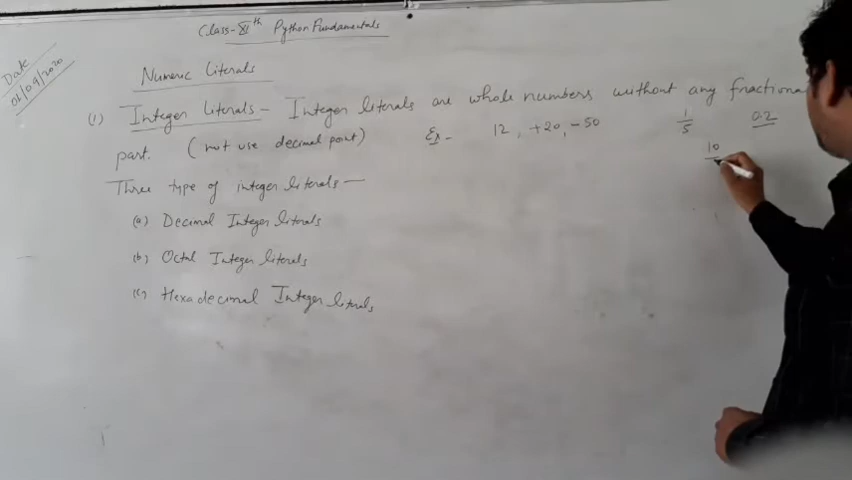 Class-XIth Python Fundamentals
Date
01/09/2020
Numeric Literals
(1) Integer Literals - Integer literals are whole numbers without any fractiona
part. (not use decimal point) Ex- 12, +20, -50
1/5 0.2
10
Three type of integer literals —
(a) Decimal Integer literals
(b) Octal Integer literals
(c) Hexadecimal Integer literals